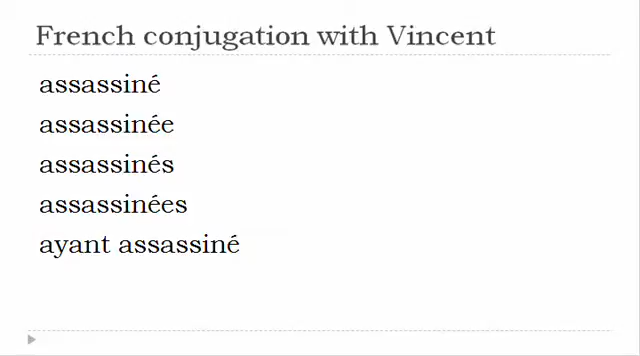 French conjugation with Vincent
assassiné
assassinée
assassinés
assassinées
ayant assassiné